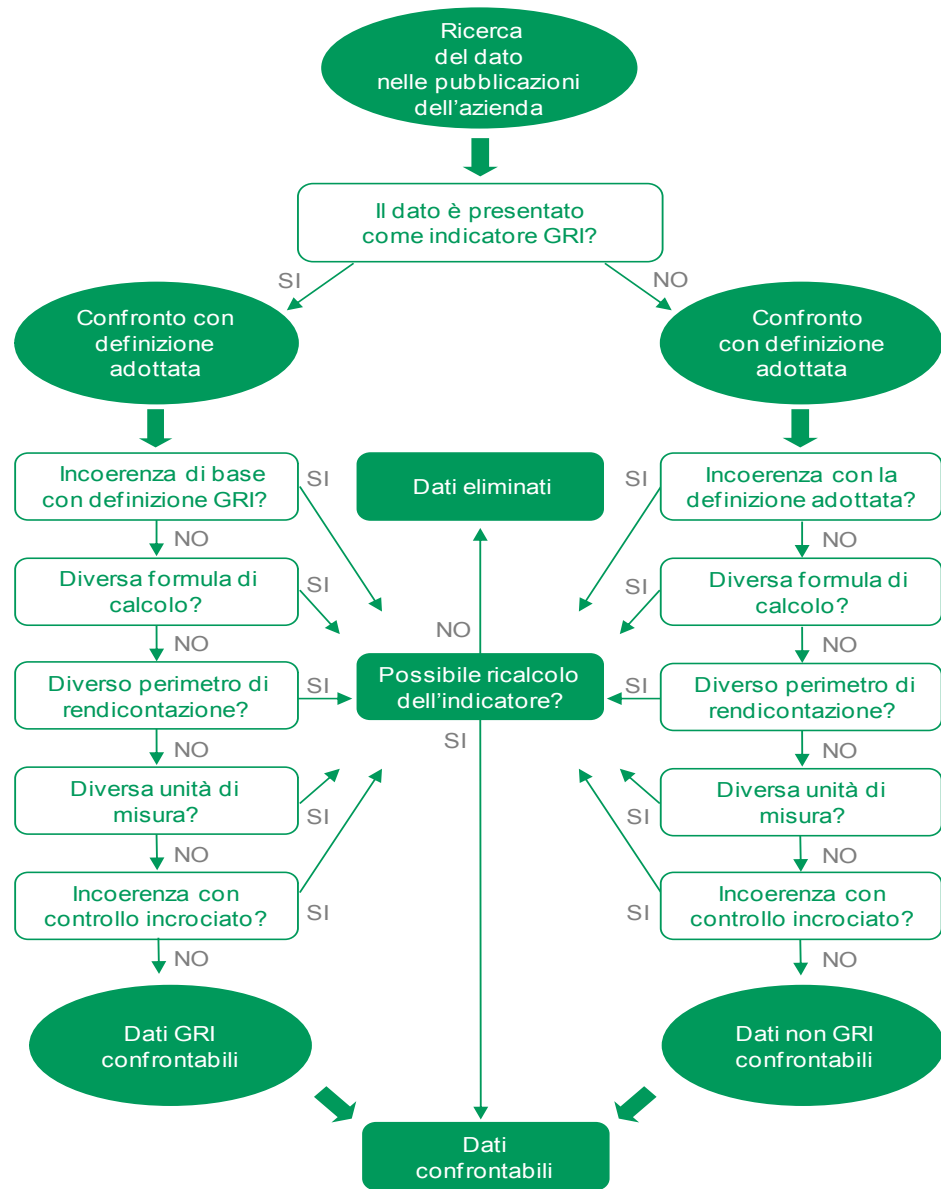 Ricerca
del dato
nelle pubblicazioni
dell'azienda
Il dato è presentato
come indicatore GRI?
SI
NO
Confronto con
definizione
adottata
Confronto
con definizione
adottata
Incoerenza di base
con definizione GRI?
SI
Dati eliminati
SI
Incoerenza con la
definizione adottata?
NO
NO
Diversa formula di
calcolo?
SI
SI
Diversa formula di
calcolo?
NO
NO
NO
Diverso perimetro di
rendicontazione?
SI
Possibile ricalcolo
dell'indicatore?
SI
Diverso perimetro di
rendicontazione?
NO
SI
NO
Diversa unità di
misura?
SI
SI
Diversa unità di
misura?
NO
NO
Incoerenza con
controllo incrociato?
SI
SI
Incoerenza con
controllo incrociato?
NO
NO
Dati GRI
confrontabili
Dati non GRI
confrontabili
Dati
confrontabili